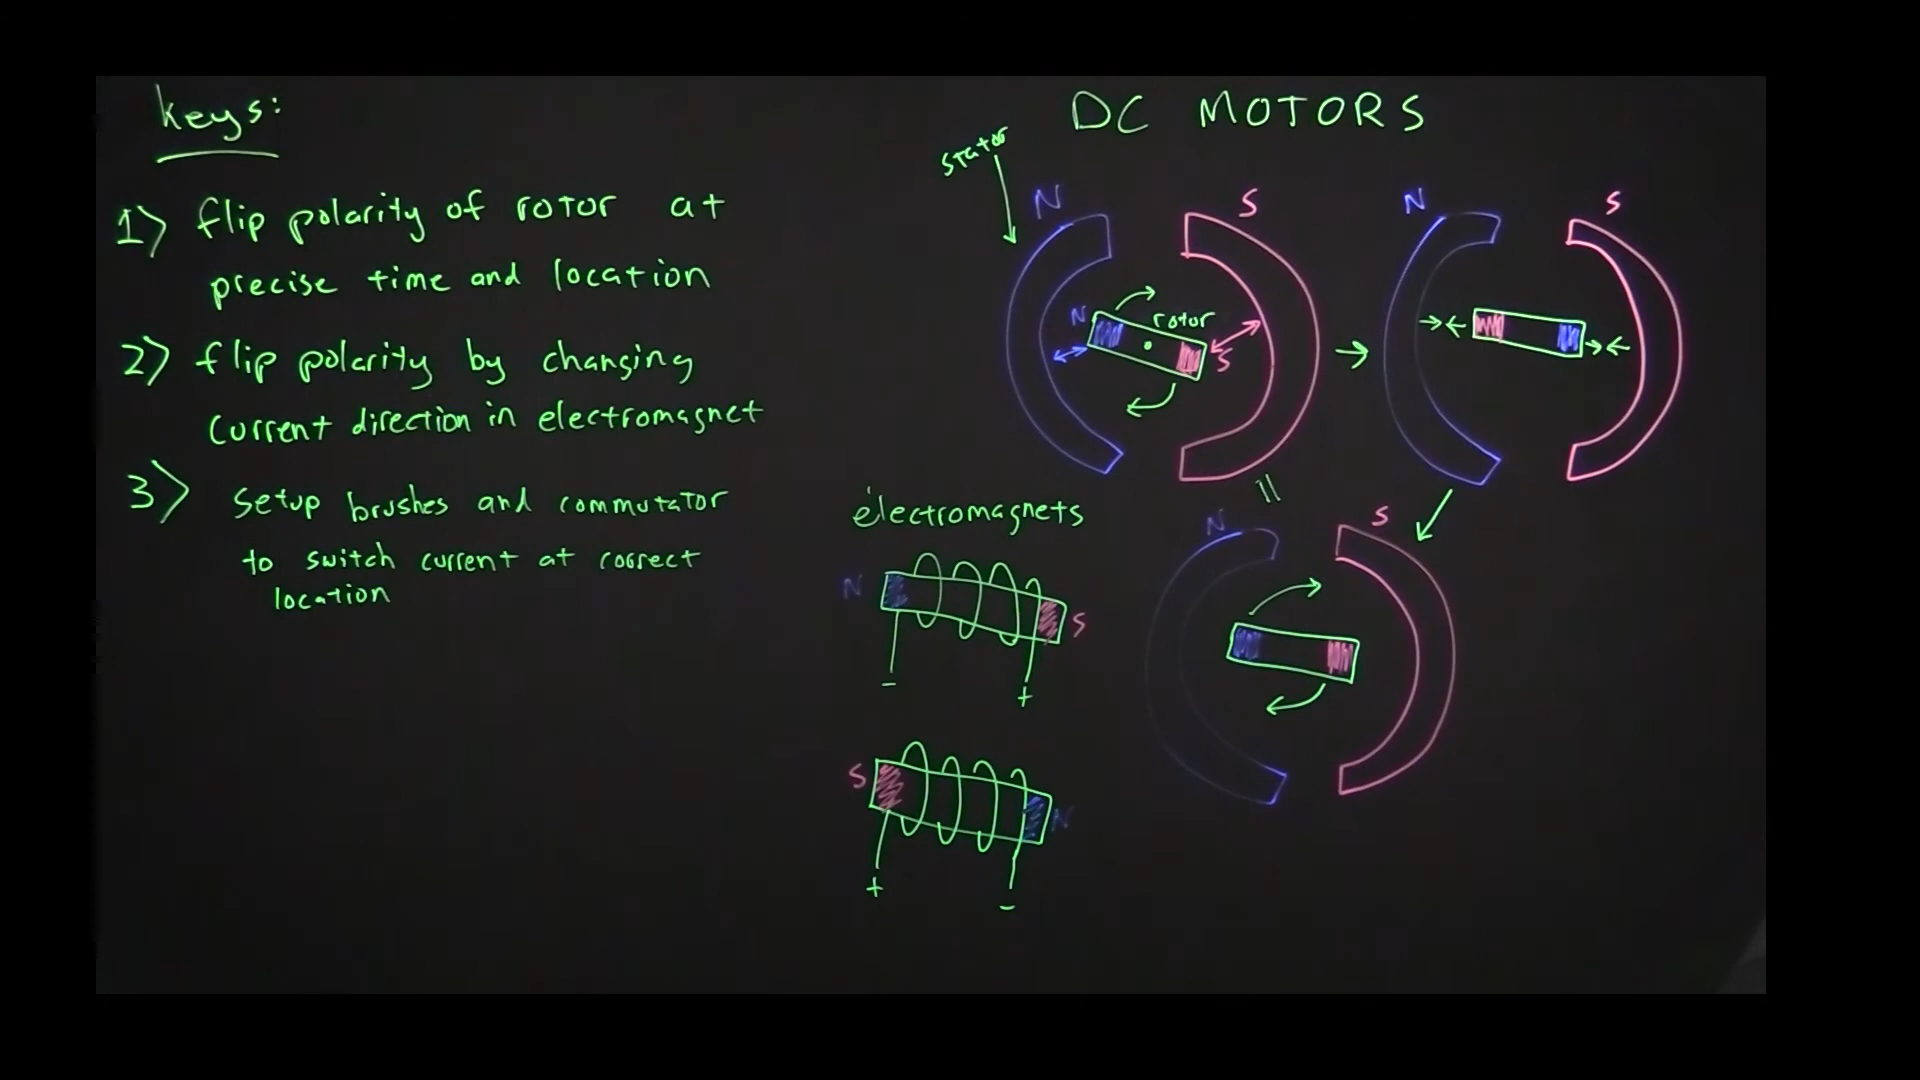 keys:
1) flip polarity of rotor at
precise time and location
2) flip polarity by changing
current direction in electromagnet
3) setup brushes and commutator
to switch current at correct
location
DC MOTORS
stator
N S
N rotor
S
N S
N S
electromagnets
N S
- +
S N
+ -